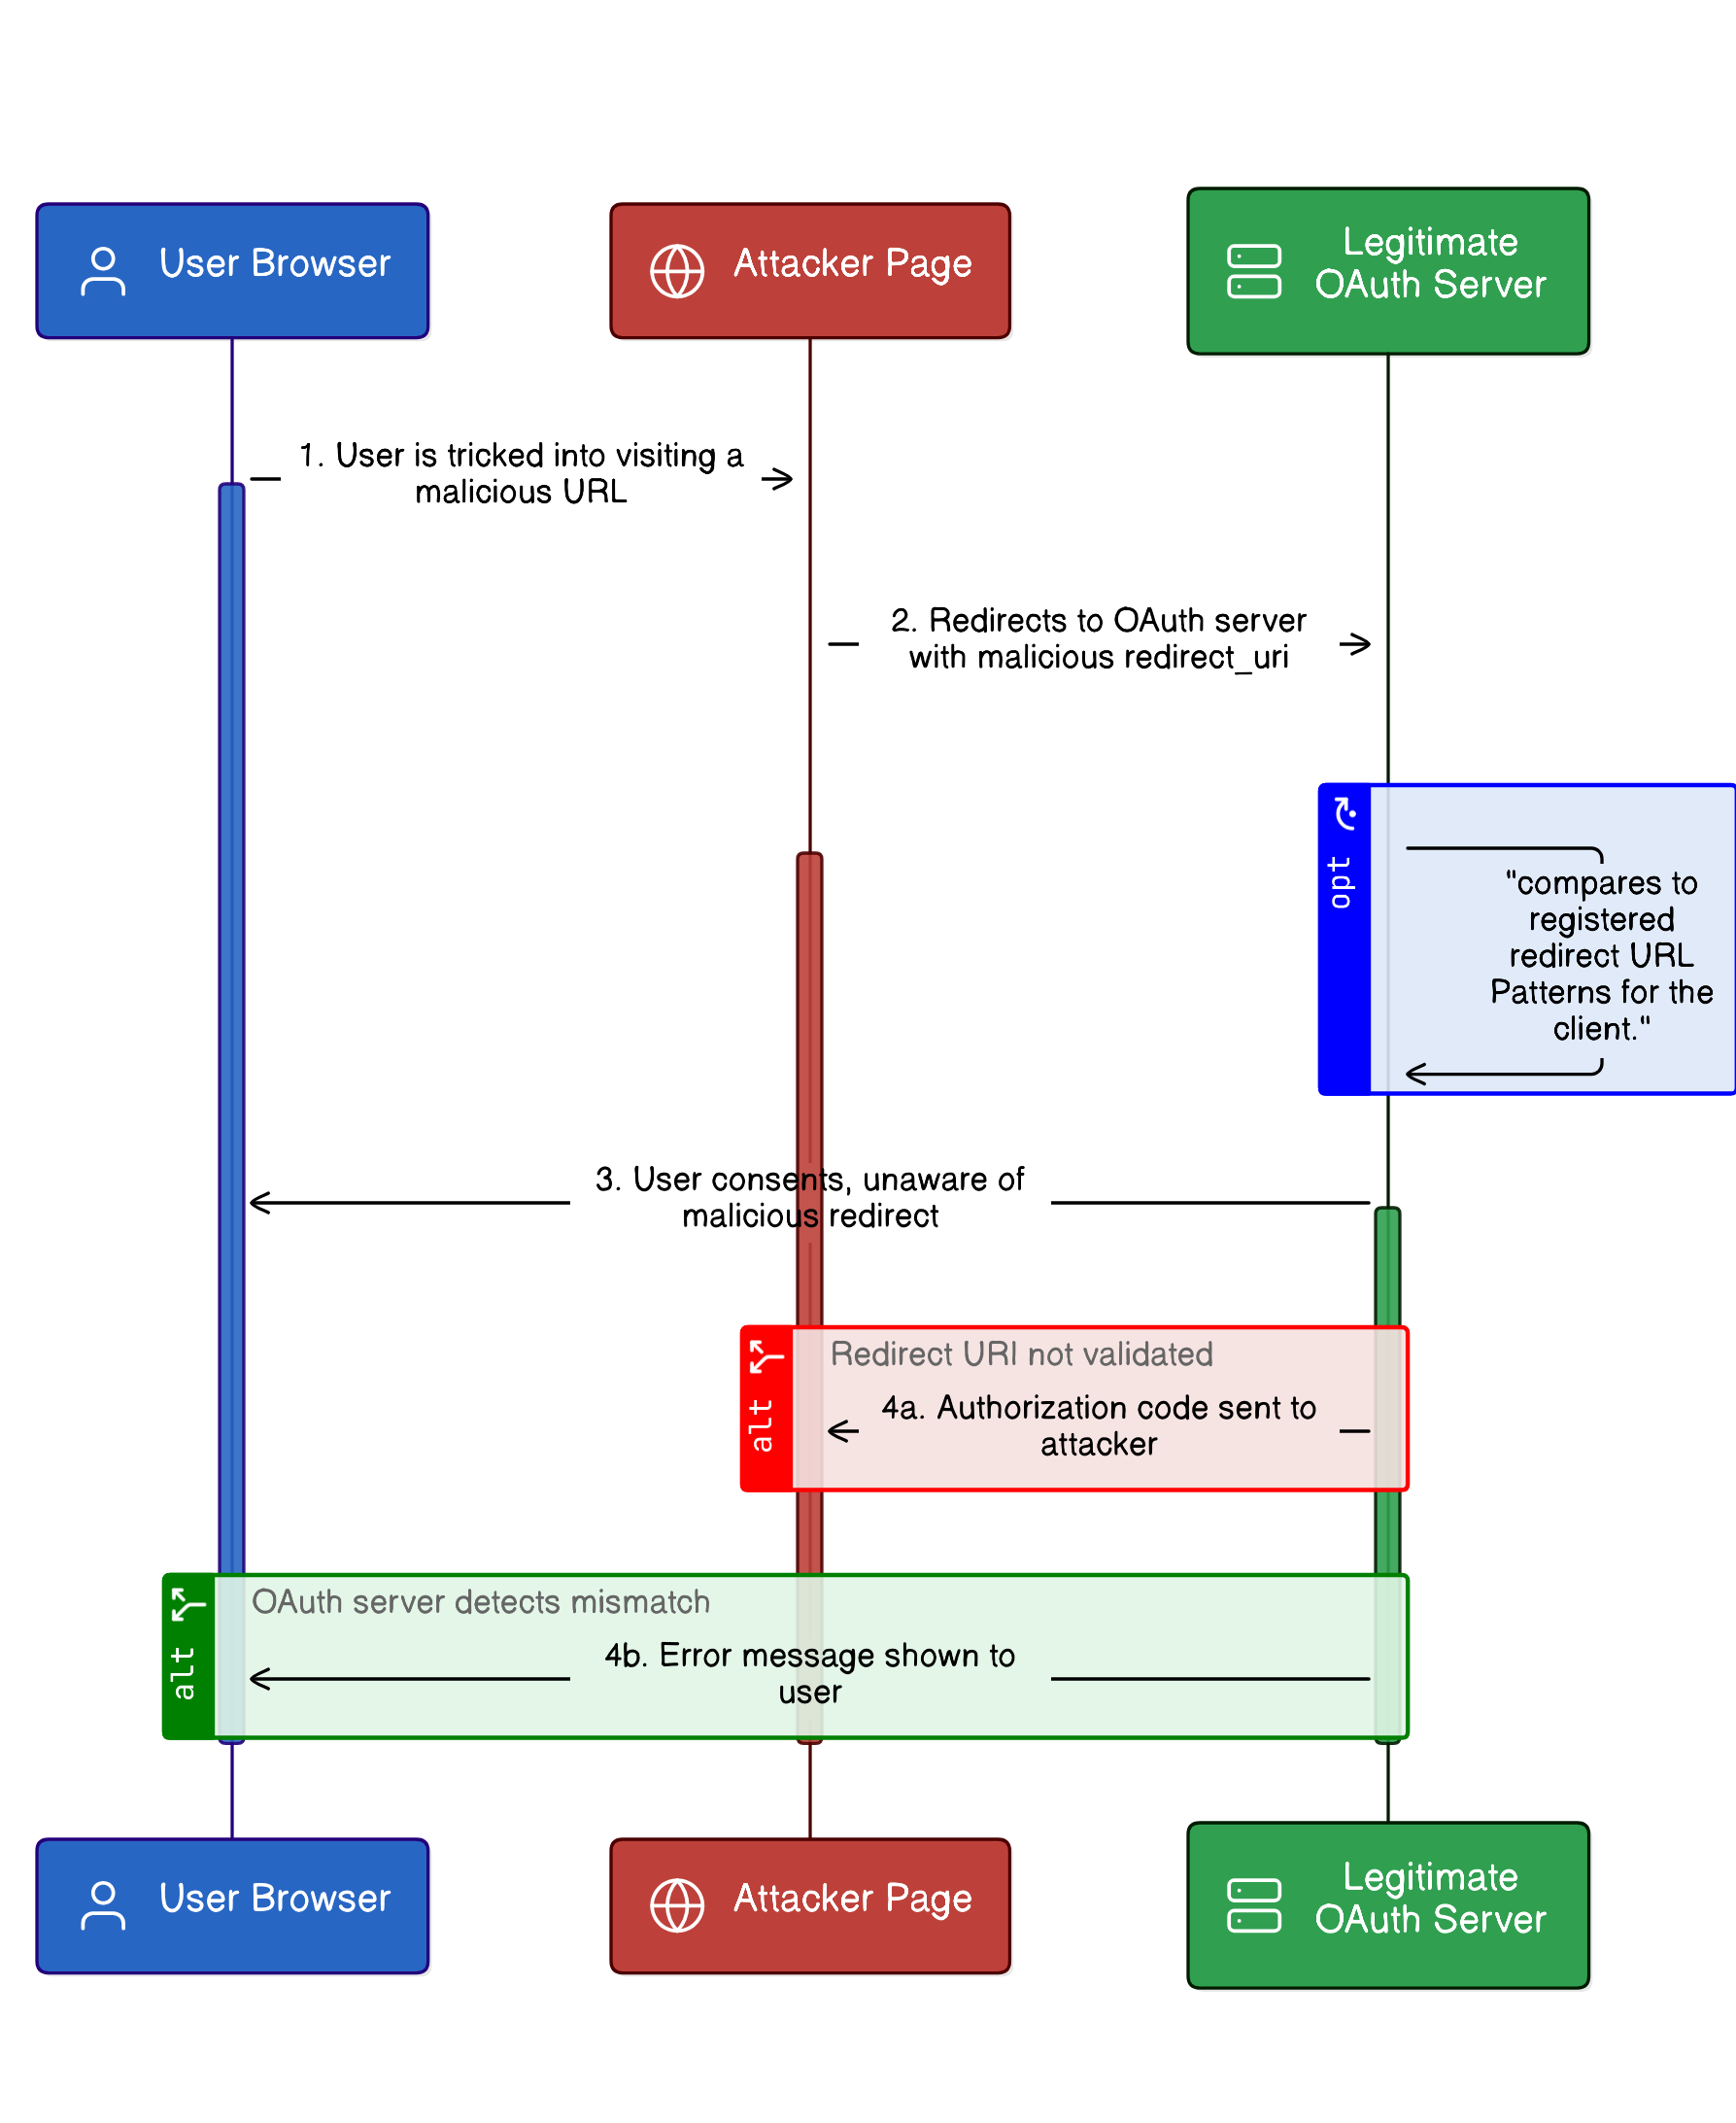 User Browser
Attacker Page
Legitimate
OAuth Server
1. User is tricked into visiting a
malicious URL
2. Redirects to OAuth server
with malicious redirect_uri
opt
"compares to
registered
redirect URL
Patterns for the
client."
3. User consents, unaware of
malicious redirect
alt
Redirect URI not validated
4a. Authorization code sent to
attacker
alt
OAuth server detects mismatch
4b. Error message shown to
user
User Browser
Attacker Page
Legitimate
OAuth Server